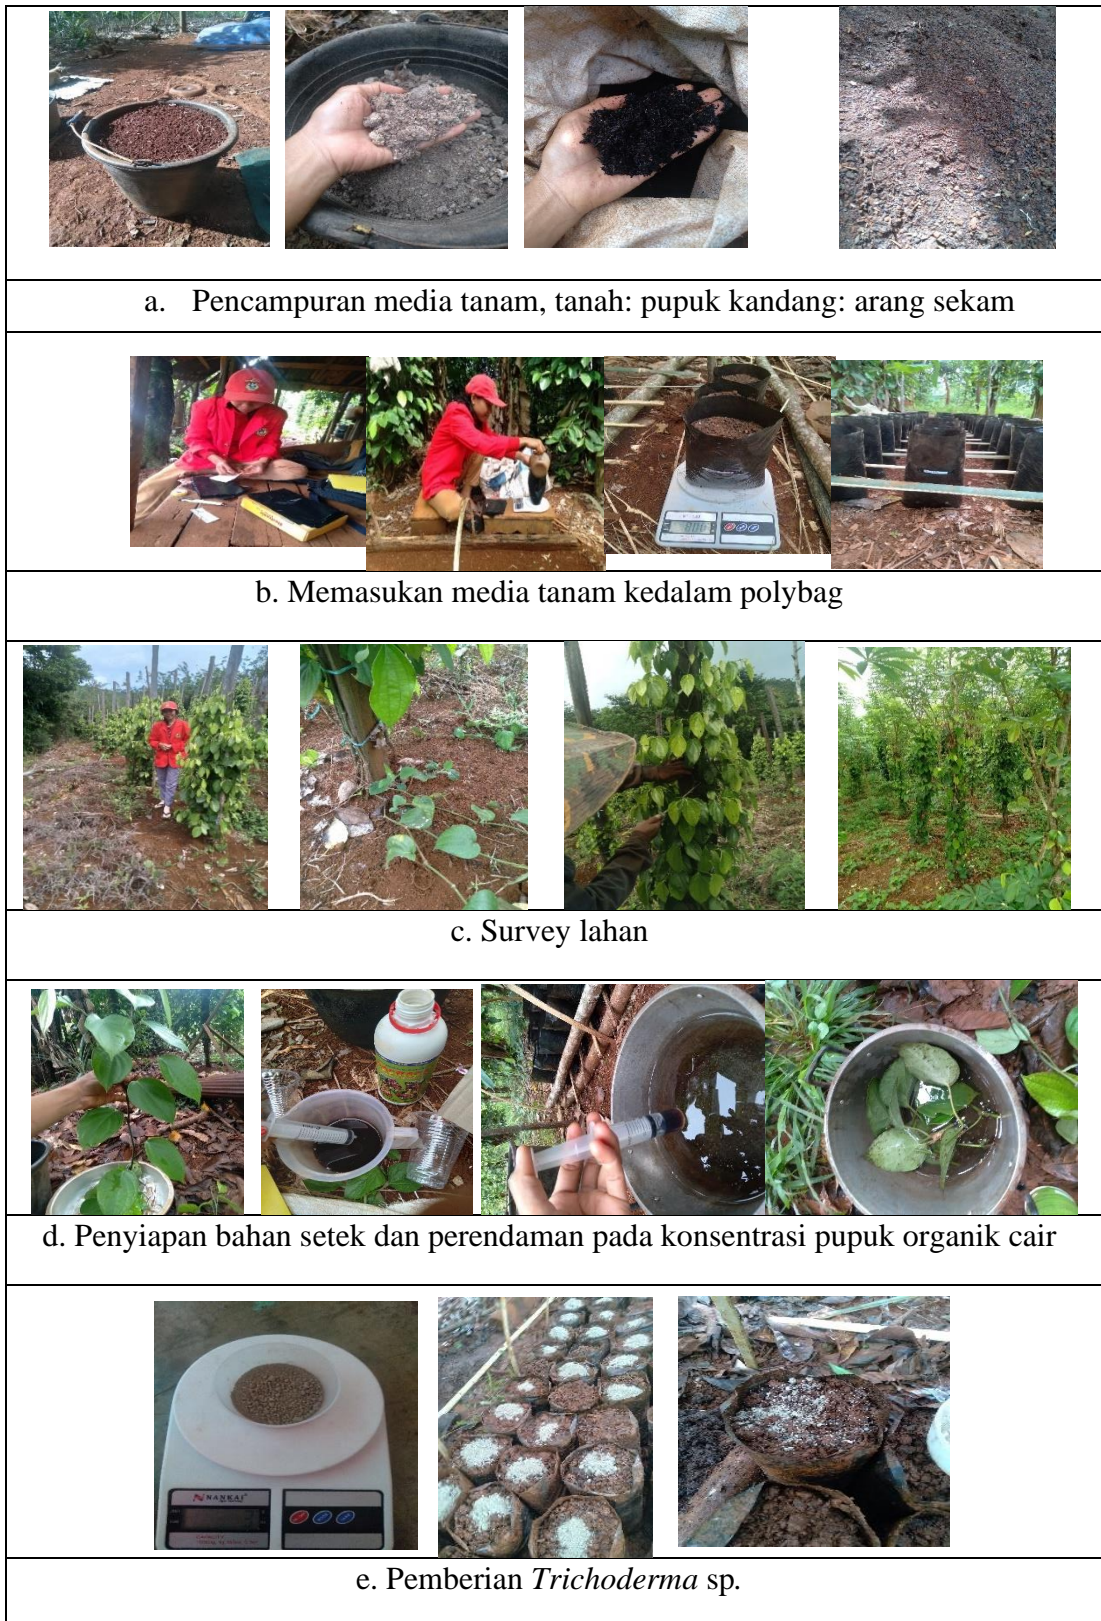 a. Pencampuran media tanam, tanah: pupuk kandang: arang sekam
b. Memasukan media tanam kedalam polybag
c. Survey lahan
d. Penyiapan bahan setek dan perendaman pada konsentrasi pupuk organik cair
NANKAI
e. Pemberian Trichoderma sp.